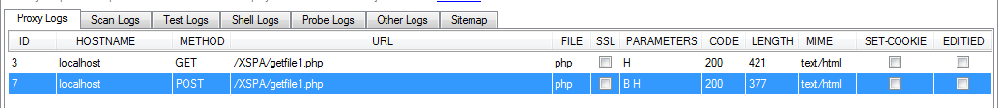 Proxy Logs Scan Logs Test Logs Shell Logs Probe Logs Other Logs Sitemap
ID HOSTNAME METHOD URL FILE SSL PARAMETERS CODE LENGTH MIME SET-COOKIE EDITIED
3 localhost GET /XSPA/getfile1.php php H 200 421 text/html
7 localhost POST /XSPA/getfile1.php php B H 200 377 text/html